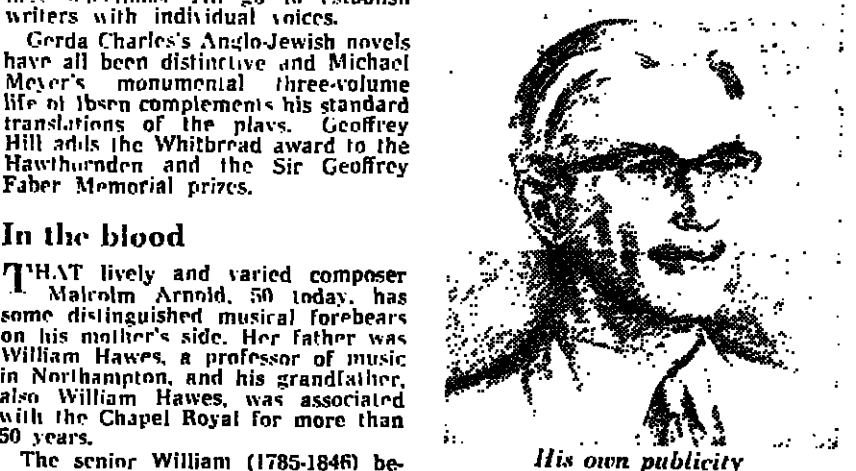 writers with individual voices.
Gerda Charles's Anglo-Jewish novels
have all been distinctive and Michael
Meyer's monumental three-volume
life of Ibsen complements his standard
translations of the plays. Geoffrey
Hill adds the Whitbread award to the
Hawthornden and the Sir Geoffrey
Faber Memorial prizes.
In the blood
THAT lively and varied composer
Malcolm Arnold, 50 today, has
some distinguished musical forebears
on his mother's side. Her father was
William Hawes, a professor of music
in Northampton, and his grandfather,
also William Hawes, was associated
with the Chapel Royal for more than
50 years.
The senior William (1785-1846) be-
His own publicity